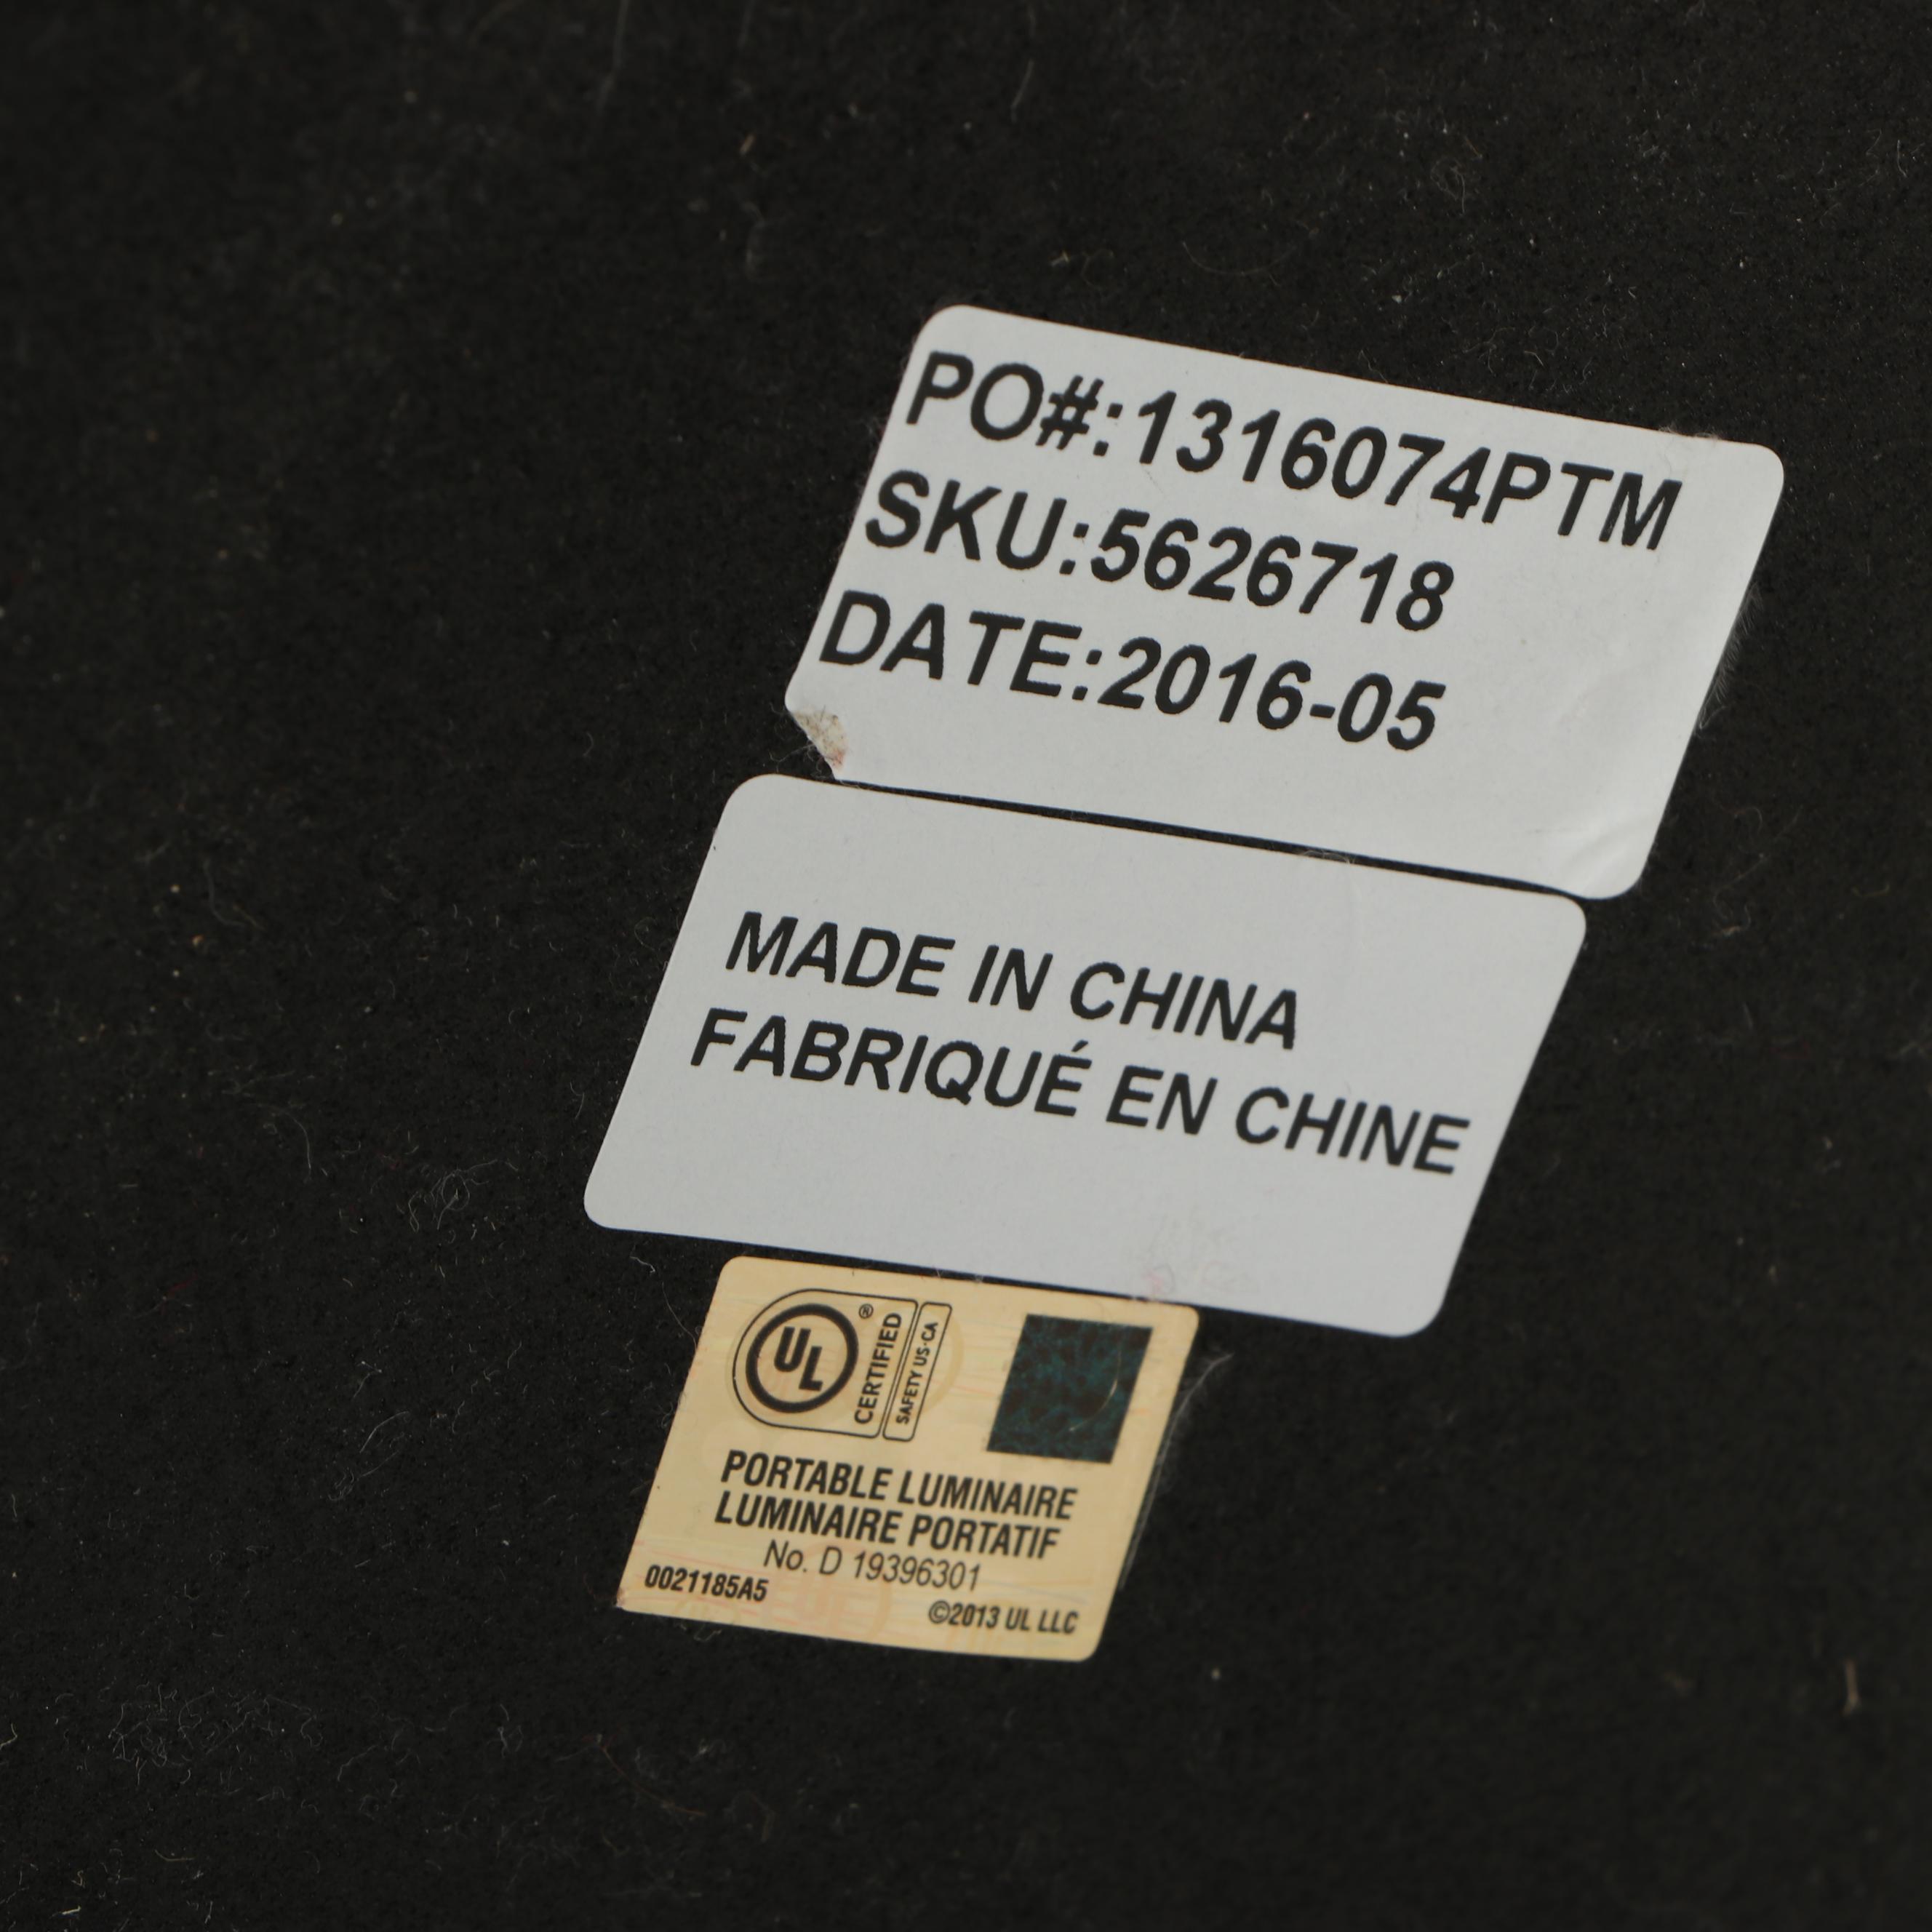 PO#:1316074PTM
SKU:5626718
DATE:2016-05
MADE IN CHINA
FABRIQUÉ EN CHINE
UL
®
CERTIFIED
SAFETY US-CA
PORTABLE LUMINAIRE
LUMINAIRE PORTATIF
No. D 19396301
0021185A5
©2013 UL LLC